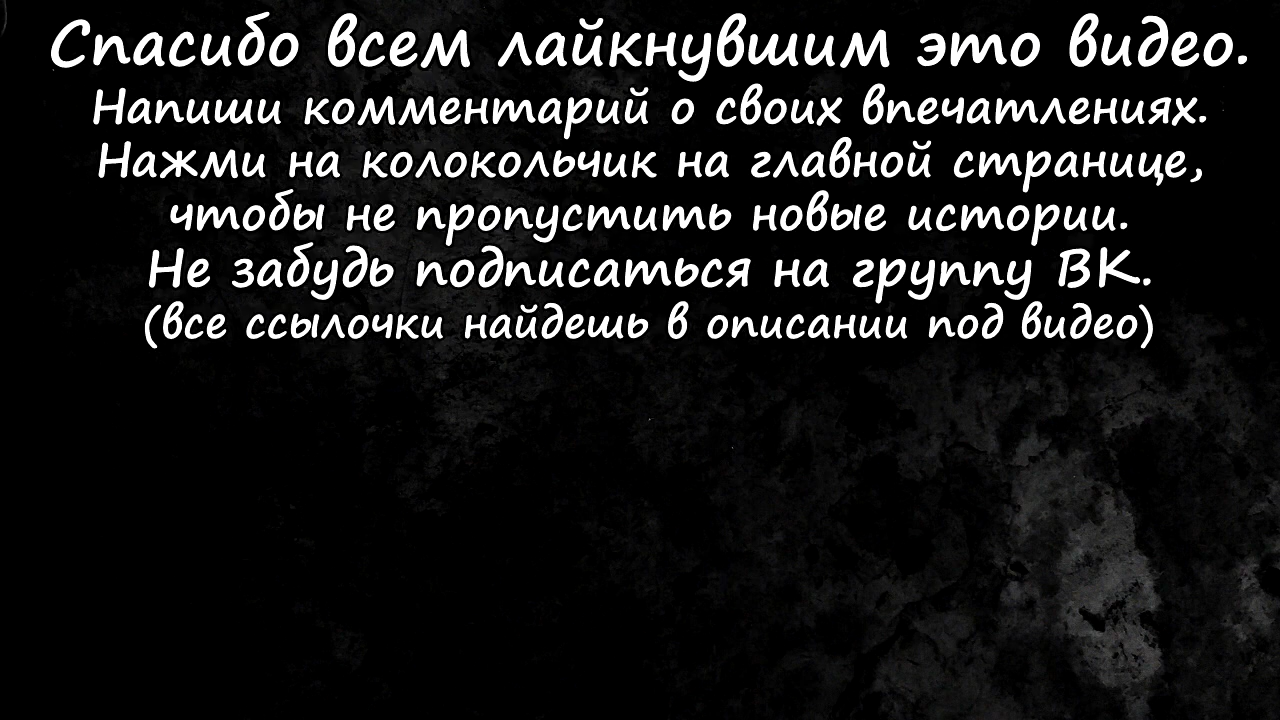 Спасибо всем лайкнувшим это видео.
Напиши комментарий о своих впечатлениях.
Нажми на колокольчик на главной странице,
чтобы не пропустить новые истории.
Не забудь подписаться на группу ВК.
(все ссылочки найдешь в описании под видео)